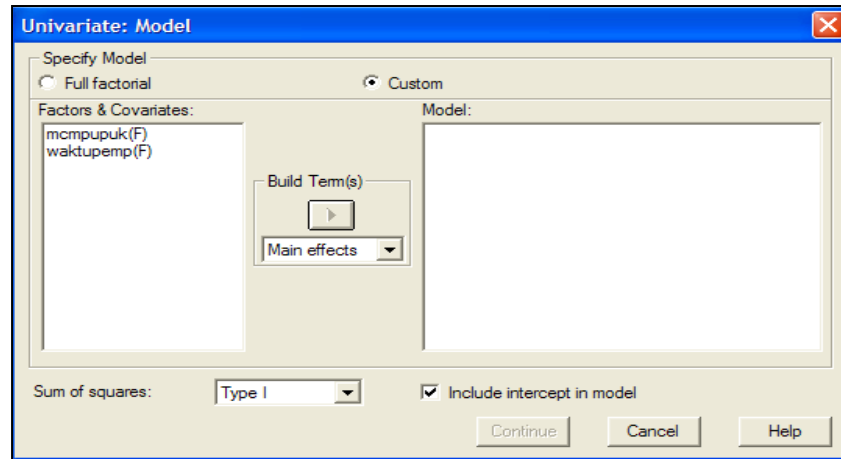 Univariate: Model
Specify Model
Full factorial
Custom
Factors & Covariates:
Model:
mcmpupuk(F)
waktupemp(F)
Build Term(s)
Main effects
Sum of squares:
Type I
Include intercept in model
Continue
Cancel
Help